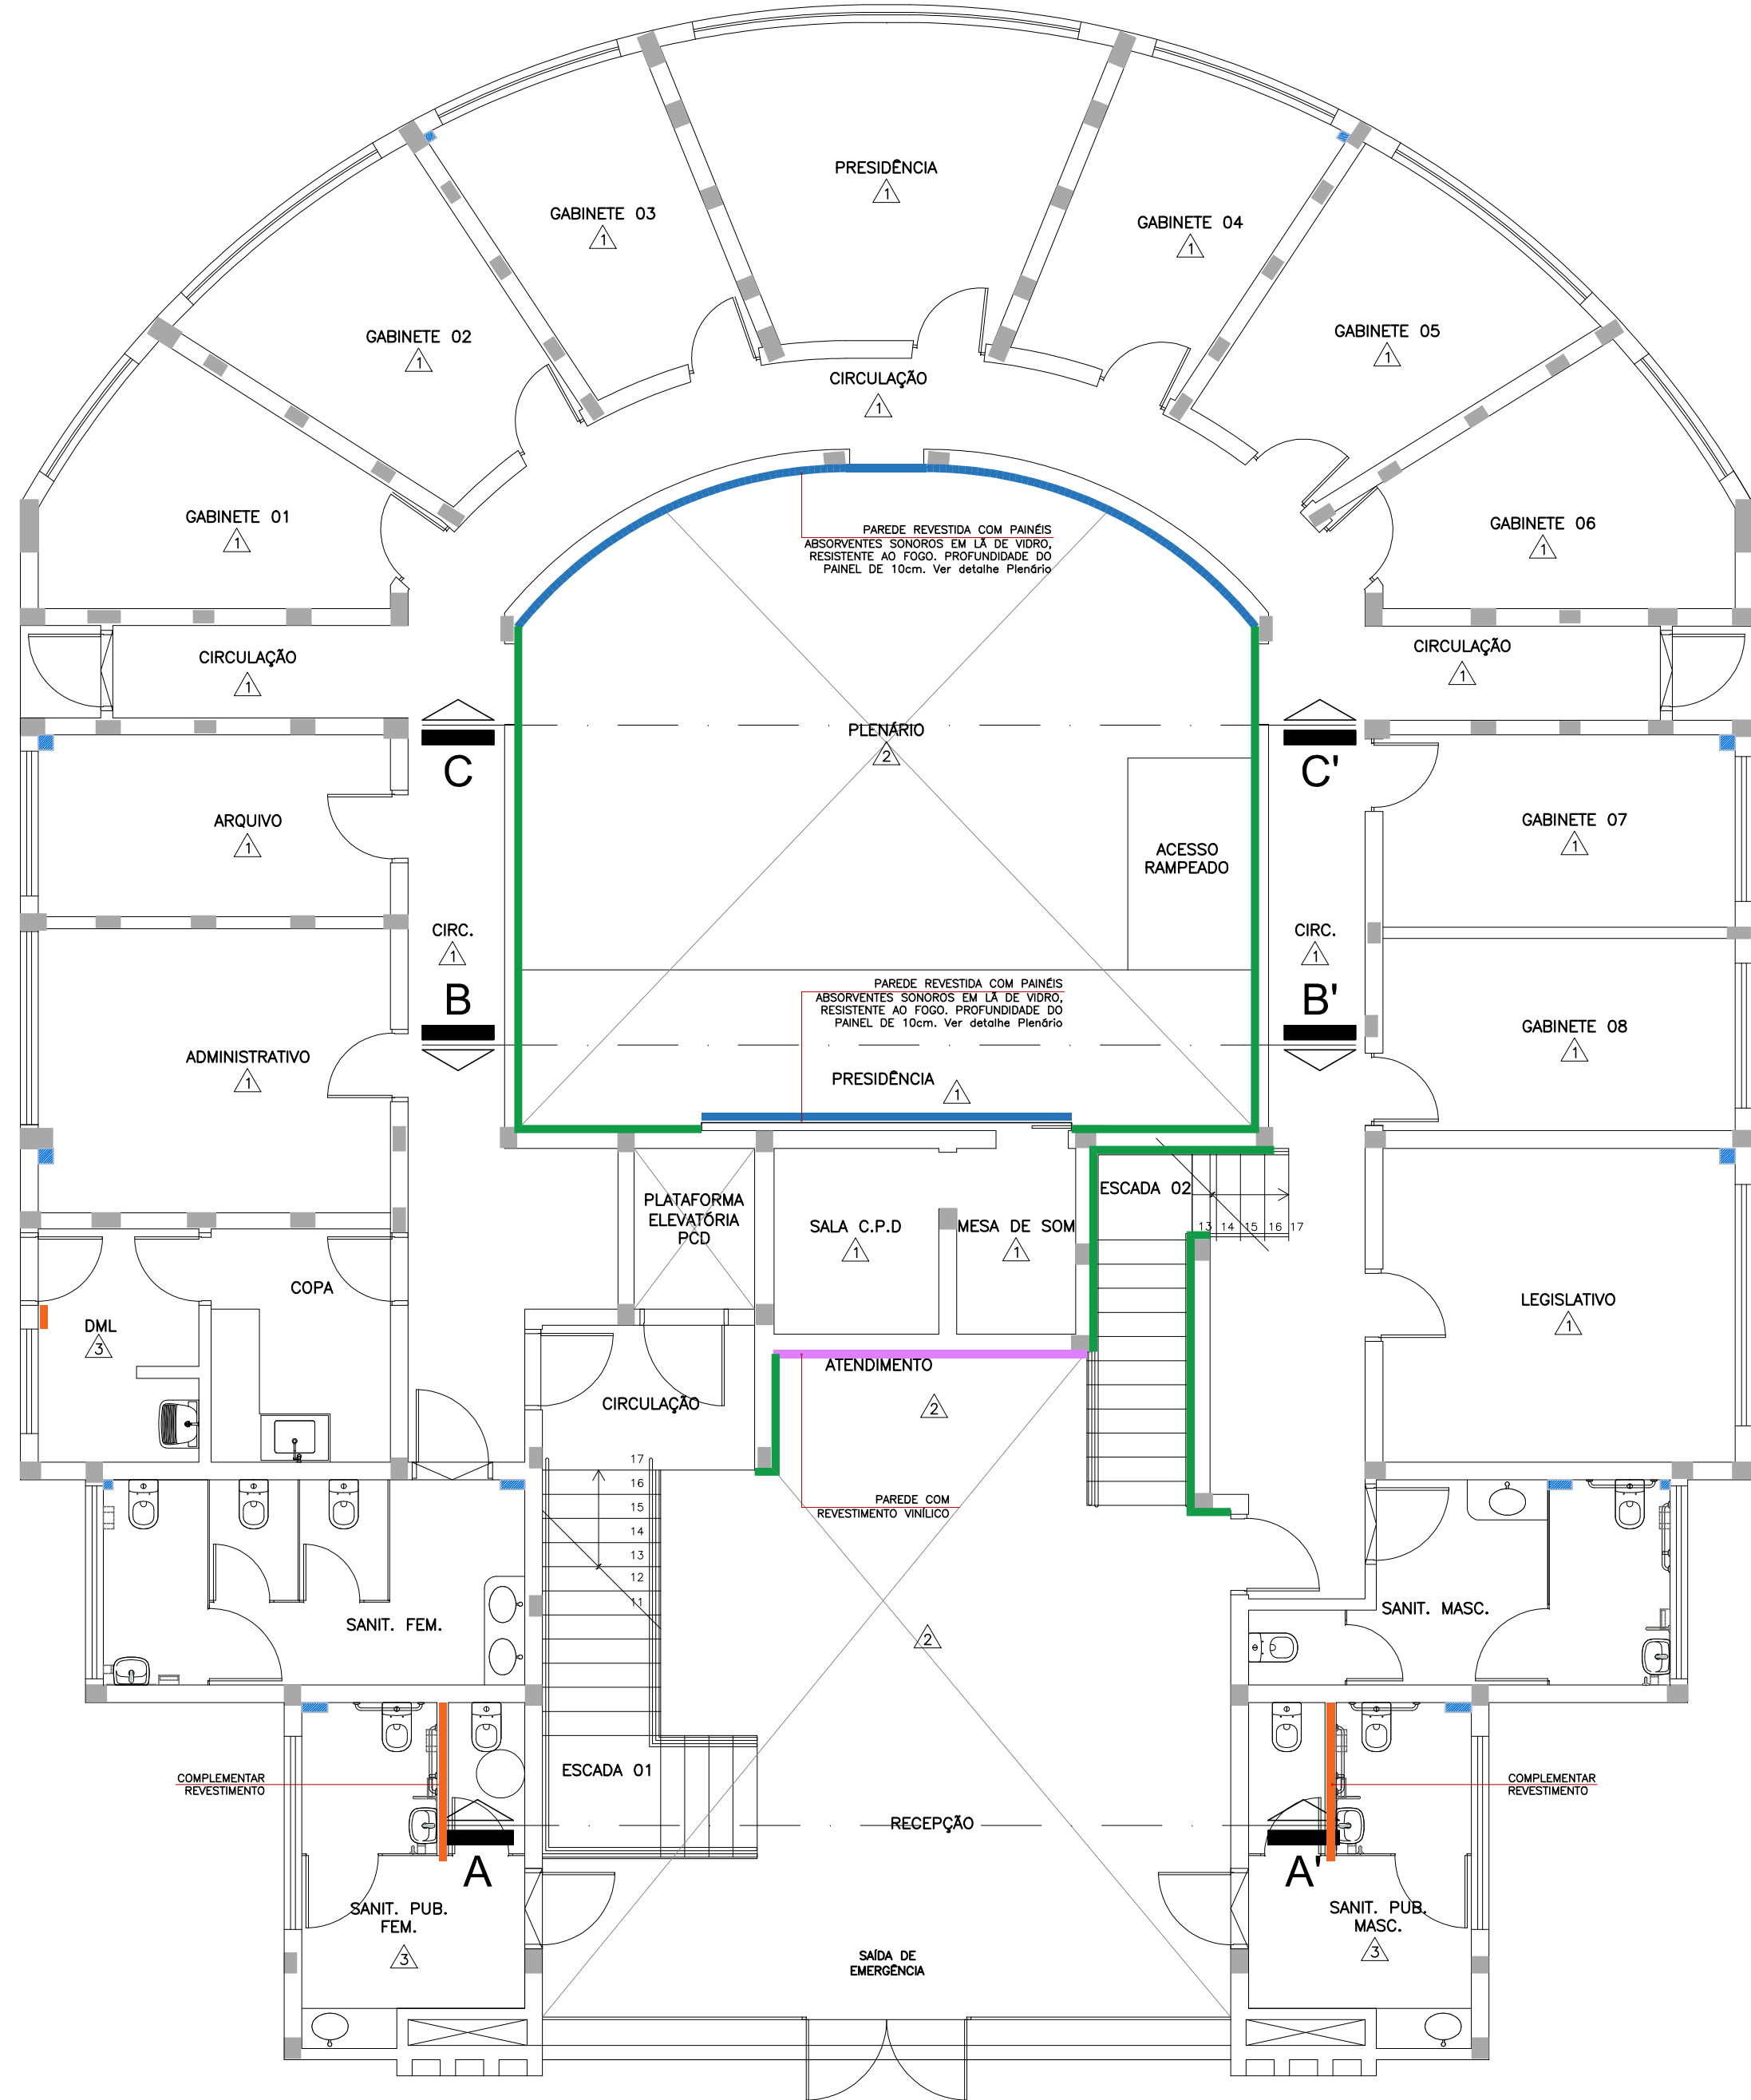 PRESIDÊNCIA
1
GABINETE 03
1
GABINETE 04
1
GABINETE 02
1
GABINETE 05
1
CIRCULAÇÃO
1
GABINETE 01
1
GABINETE 06
1
PAREDE REVESTIDA COM PAINÉIS
ABSORVENTES SONOROS EM LÃ DE VIDRO,
RESISTENTE AO FOGO. PROFUNDIDADE DO
PAINEL DE 10cm. Ver detalhe Plenário
CIRCULAÇÃO
1
CIRCULAÇÃO
1
PLENÁRIO
2
C
C'
ARQUIVO
1
GABINETE 07
1
ACESSO
RAMPEADO
CIRC.
1
CIRC.
1
B
B'
PAREDE REVESTIDA COM PAINÉIS
ABSORVENTES SONOROS EM LÃ DE VIDRO,
RESISTENTE AO FOGO. PROFUNDIDADE DO
PAINEL DE 10cm. Ver detalhe Plenário
ADMINISTRATIVO
1
GABINETE 08
1
PRESIDÊNCIA
1
PLATAFORMA
ELEVATÓRIA
PCD
SALA C.P.D
1
MESA DE SOM
1
ESCADA 02
13 14 15 16 17
COPA
DML
3
LEGISLATIVO
1
ATENDIMENTO
2
CIRCULAÇÃO
17
16
15
14
13
12
11
PAREDE COM
REVESTIMENTO VINÍLICO
SANIT. FEM.
2
SANIT. MASC.
ESCADA 01
COMPLEMENTAR
REVESTIMENTO
COMPLEMENTAR
REVESTIMENTO
RECEPÇÃO
A
A'
SANIT. PUB.
FEM.
3
SANIT. PUB.
MASC.
3
SAÍDA DE
EMERGÊNCIA